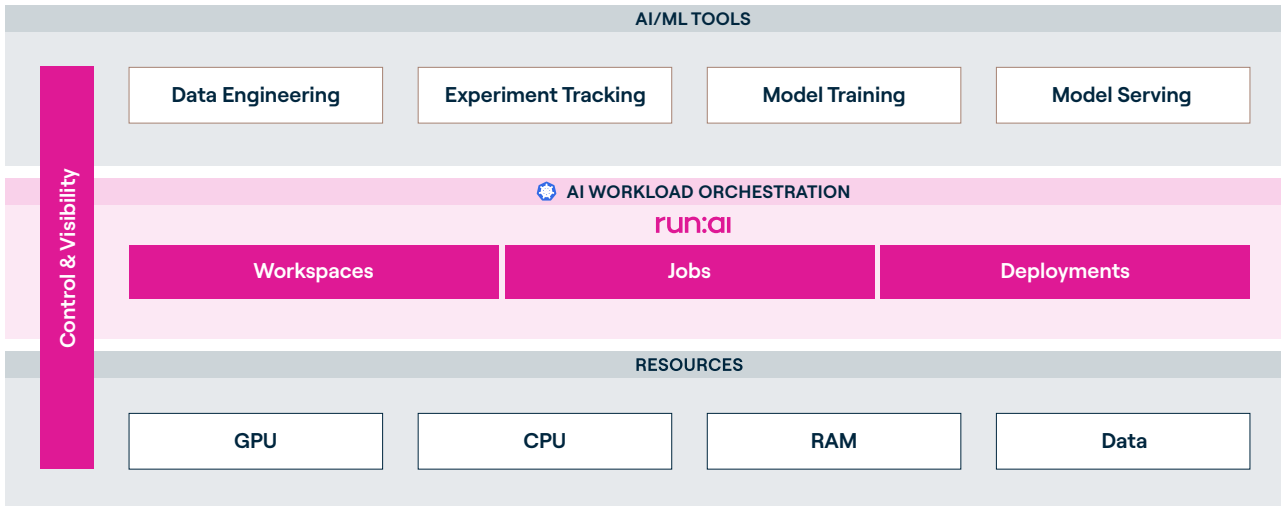 AI/ML TOOLS
Data Engineering
Experiment Tracking
Model Training
Model Serving
Control & Visibility
AI WORKLOAD ORCHESTRATION
run:ai
Workspaces
Jobs
Deployments
RESOURCES
GPU
CPU
RAM
Data